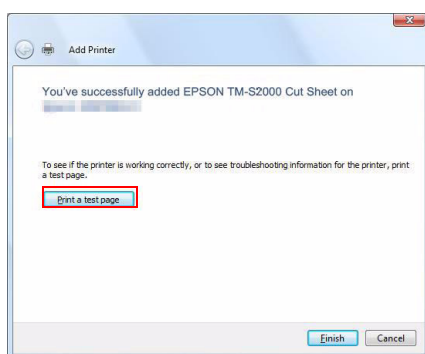 Add Printer
You've successfully added EPSON TM-S2000 Cut Sheet on
To see if the printer is working correctly, or to see troubleshooting information for the printer, print
a test page.
Print a test page
Finish
Cancel